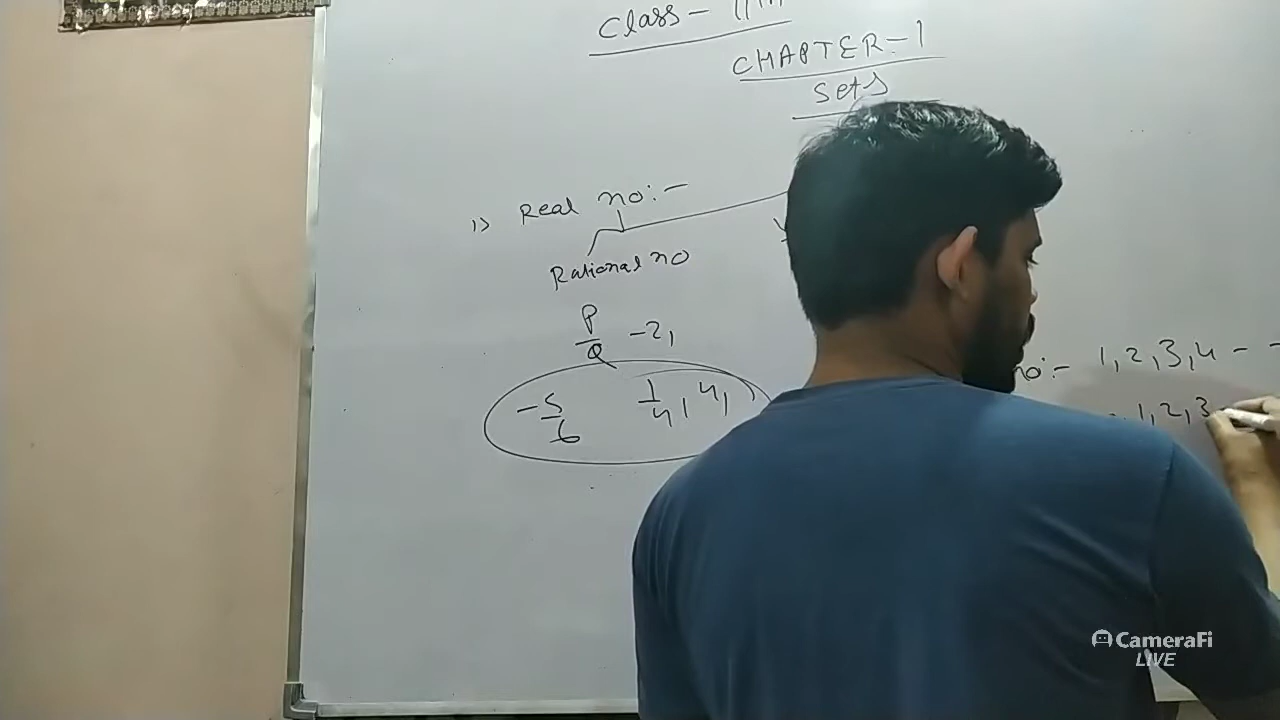 Class - 11th
CHAPTER-1
Sets
1) Real no:-
Rational no
P/Q -2,
-5/6 1/4, 4,
no:- 1,2,3,4 - -
1,2,3
CameraFi
LIVE